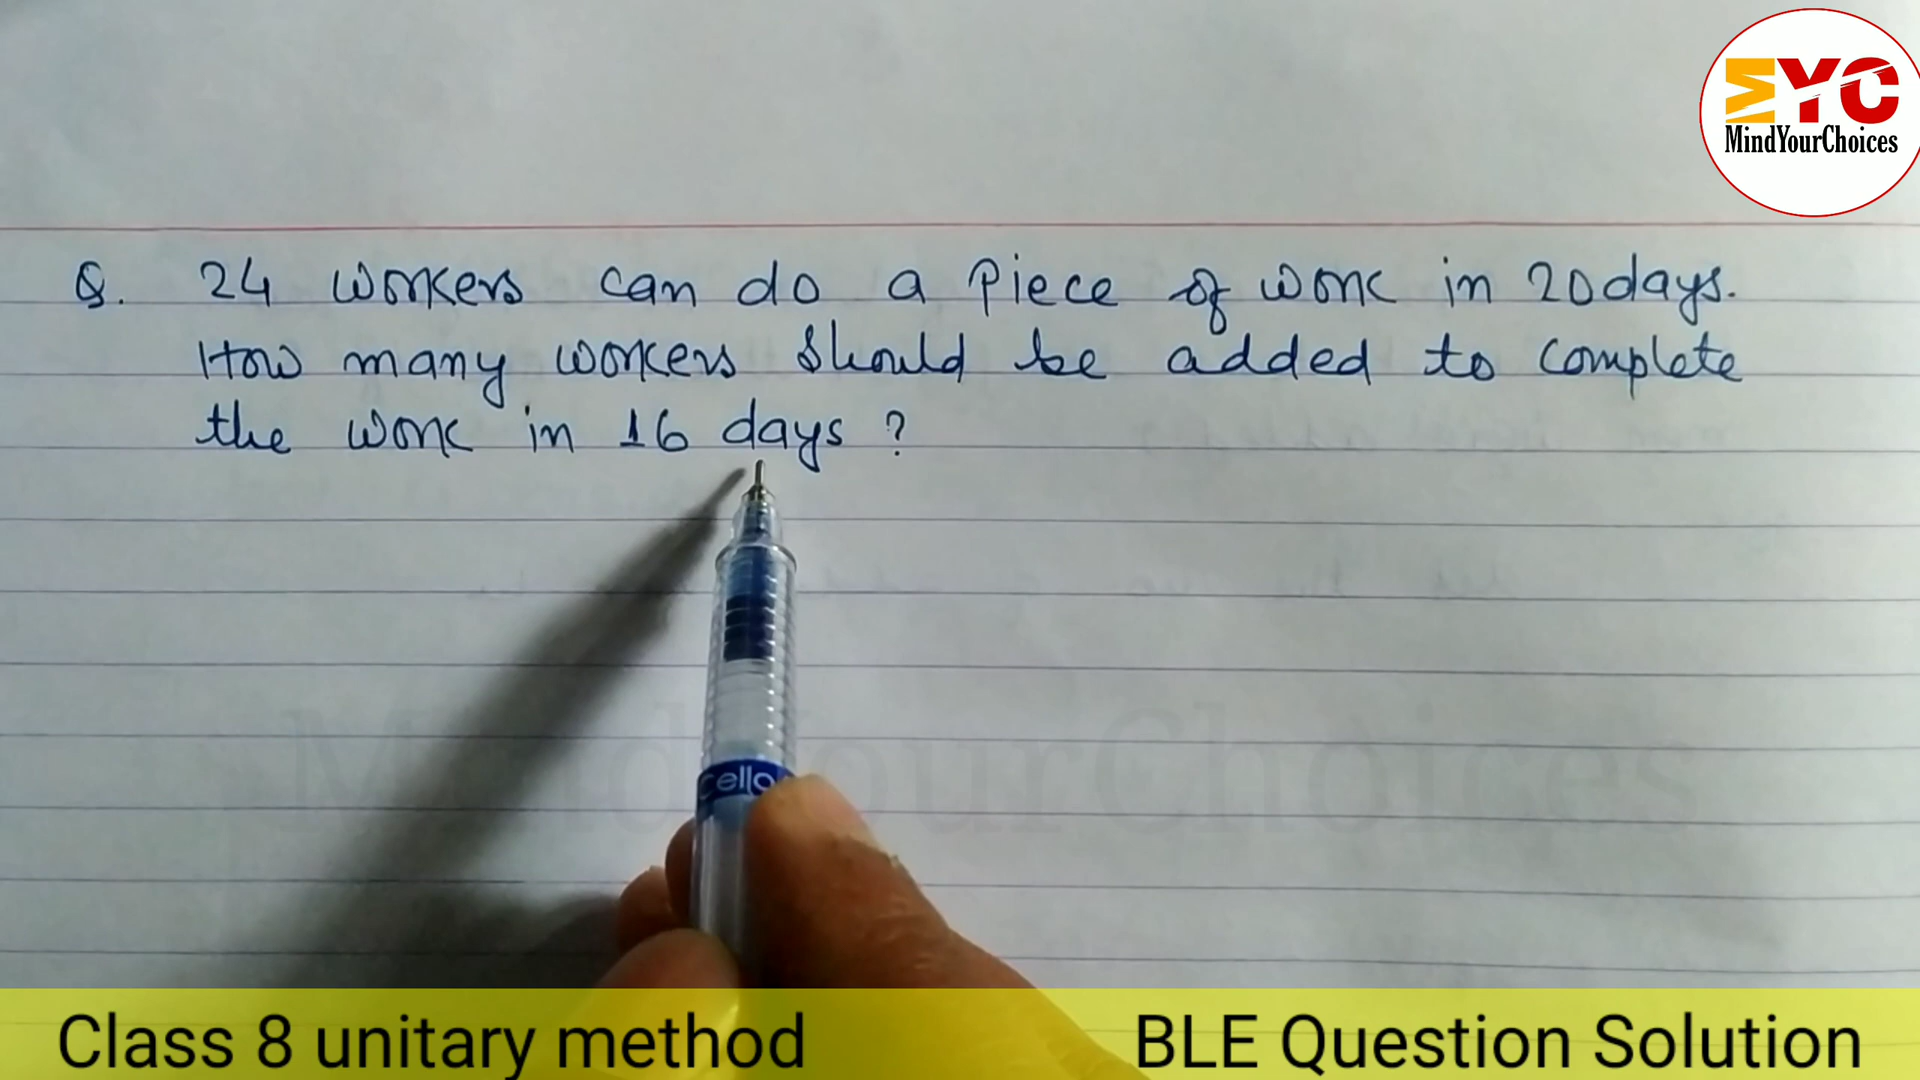 MYC
MindYourChoices
Q. 24 workers can do a piece of work in 20 days.
How many workers should be added to complete
the work in 16 days ?
cello
MindYourChoices
Class 8 unitary method
BLE Question Solution